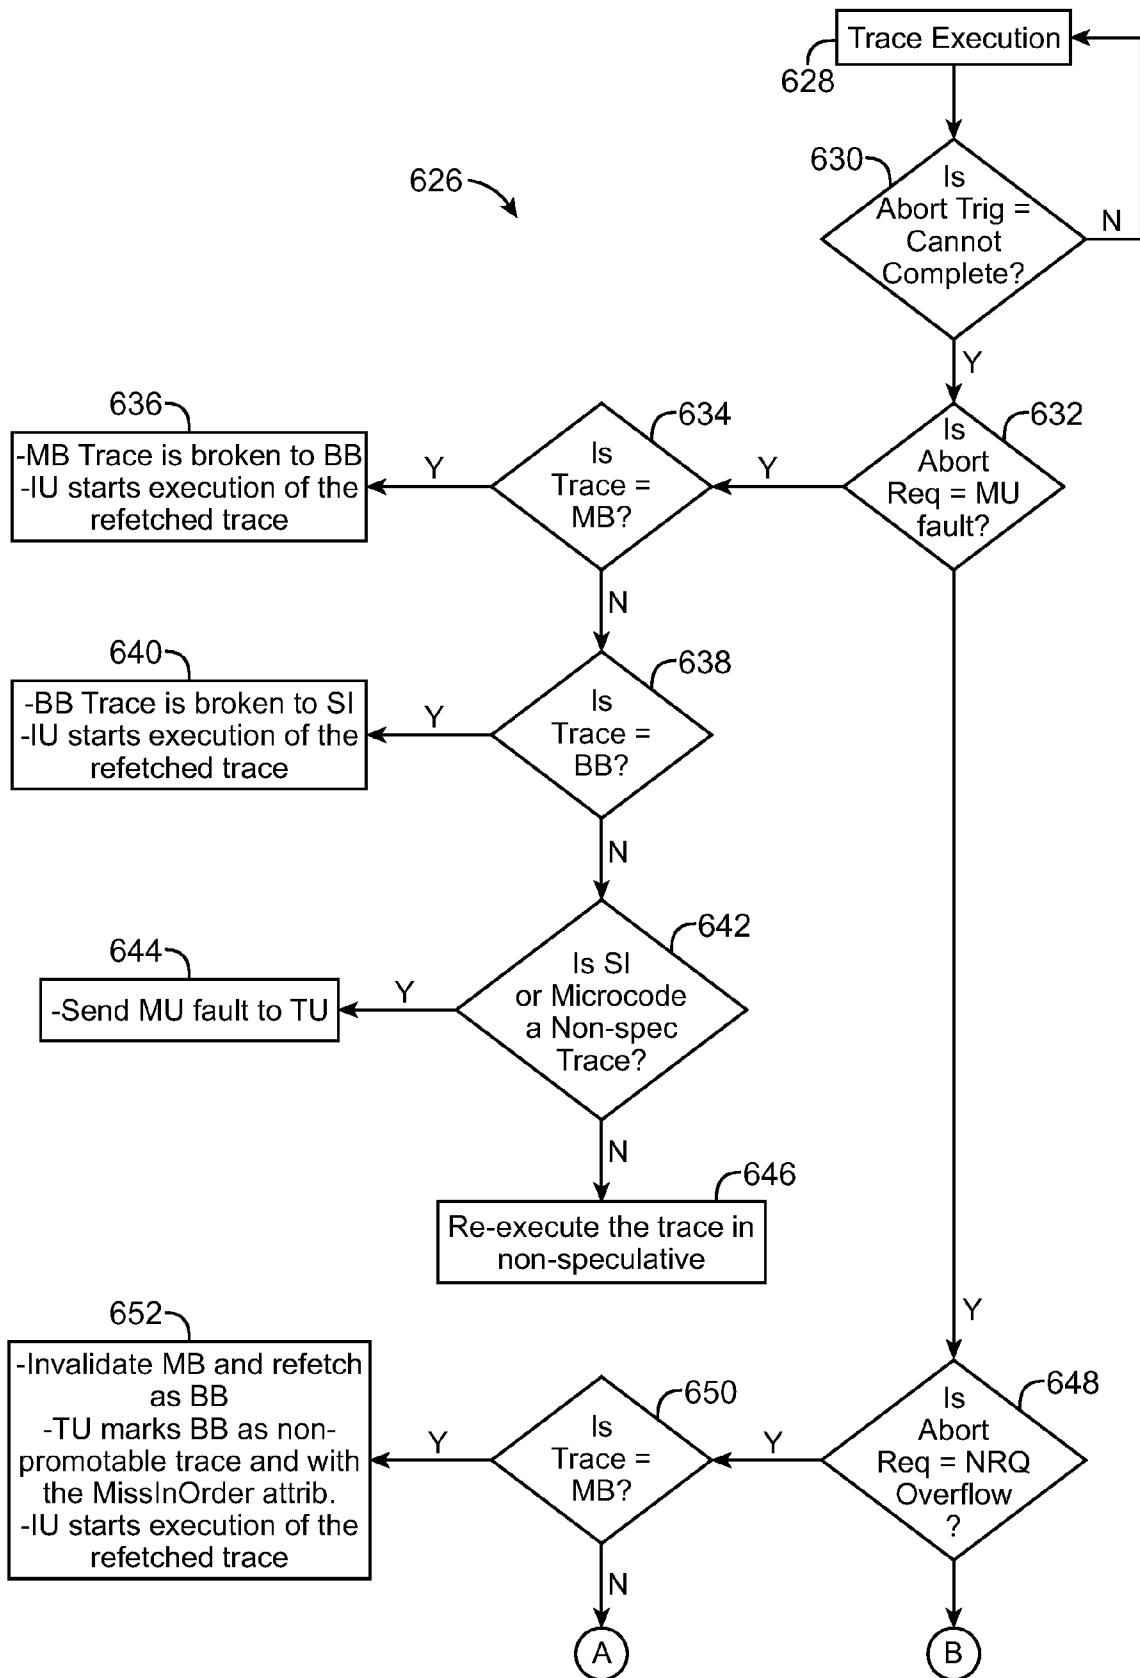 Trace Execution
628
630
Is
Abort Trig =
Cannot
Complete?
N
626
Y
636
-MB Trace is broken to BB
-IU starts execution of the
refetched trace
Y
634
Is
Trace =
MB?
Y
632
Is
Abort
Req = MU
fault?
N
640
-BB Trace is broken to SI
-IU starts execution of the
refetched trace
Y
638
Is
Trace =
BB?
N
644
-Send MU fault to TU
Y
642
Is SI
or Microcode
a Non-spec
Trace?
N
646
Re-execute the trace in
non-speculative
Y
652
-Invalidate MB and refetch
as BB
-TU marks BB as non-
promotable trace and with
the MissInOrder attrib.
-IU starts execution of the
refetched trace
Y
650
Is
Trace =
MB?
Y
648
Is
Abort
Req = NRQ
Overflow
?
N
A
B